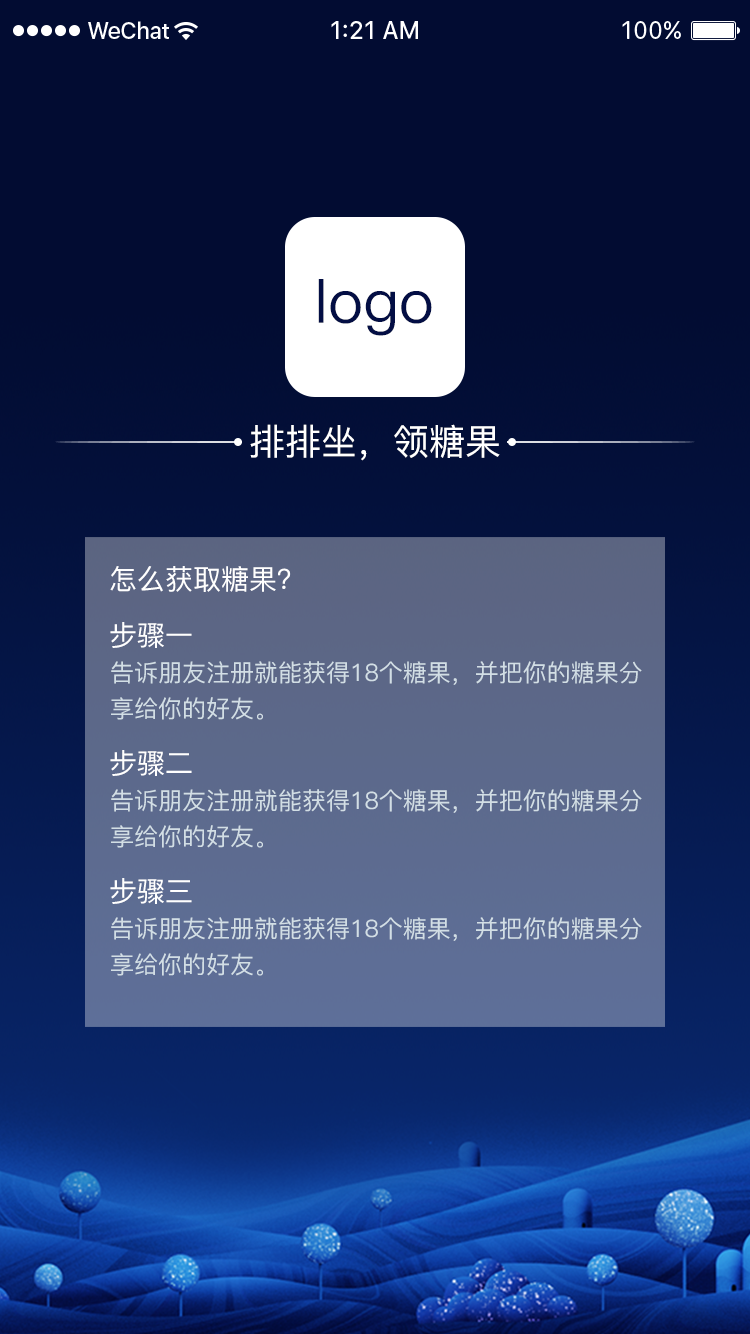 WeChat 1:21 AM 100%
logo
排排坐，领糖果
怎么获取糖果?
步骤一
告诉朋友注册就能获得18个糖果，并把你的糖果分
享给你的好友。
步骤二
告诉朋友注册就能获得18个糖果，并把你的糖果分
享给你的好友。
步骤三
告诉朋友注册就能获得18个糖果，并把你的糖果分
享给你的好友。